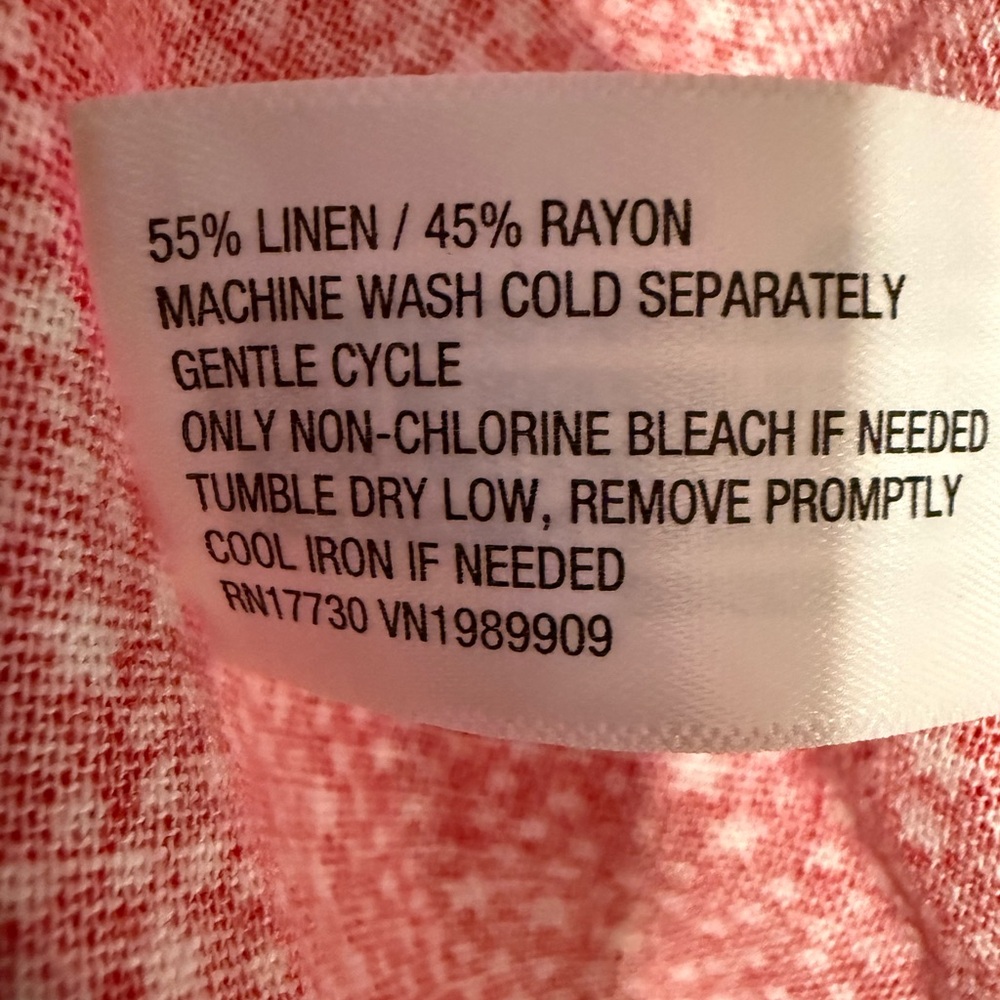 55% LINEN / 45% RAYON
MACHINE WASH COLD SEPARATELY
GENTLE CYCLE
ONLY NON-CHLORINE BLEACH IF NEEDED
TUMBLE DRY LOW, REMOVE PROMPTLY
COOL IRON IF NEEDED
RN17730 VN1989909